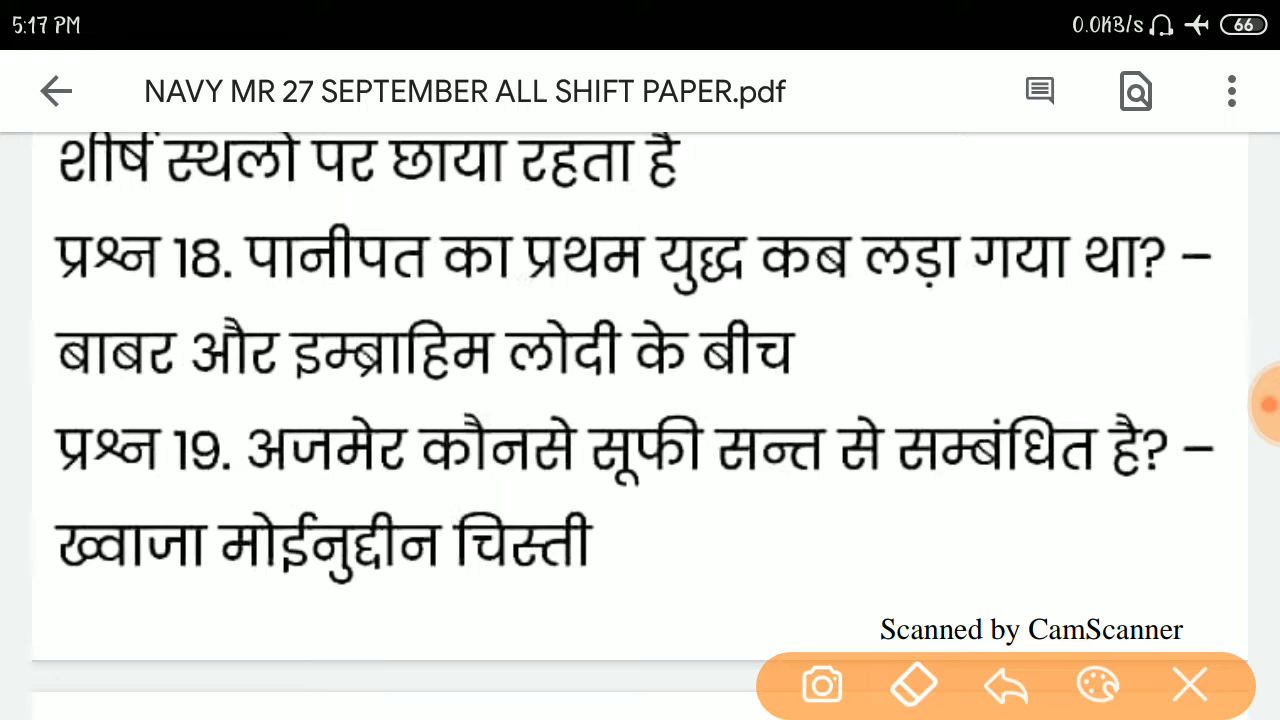 5:17 PM 0.0KB/s 66
NAVY MR 27 SEPTEMBER ALL SHIFT PAPER.pdf
शीर्ष स्थलो पर छाया रहता है
प्रश्न 18. पानीपत का प्रथम युद्ध कब लड़ा गया था? –
बाबर और इम्ब्राहिम लोदी के बीच
प्रश्न 19. अजमेर कौनसे सूफी सन्त से सम्बंधित है? –
ख्वाजा मोईनुद्दीन चिस्ती
Scanned by CamScanner